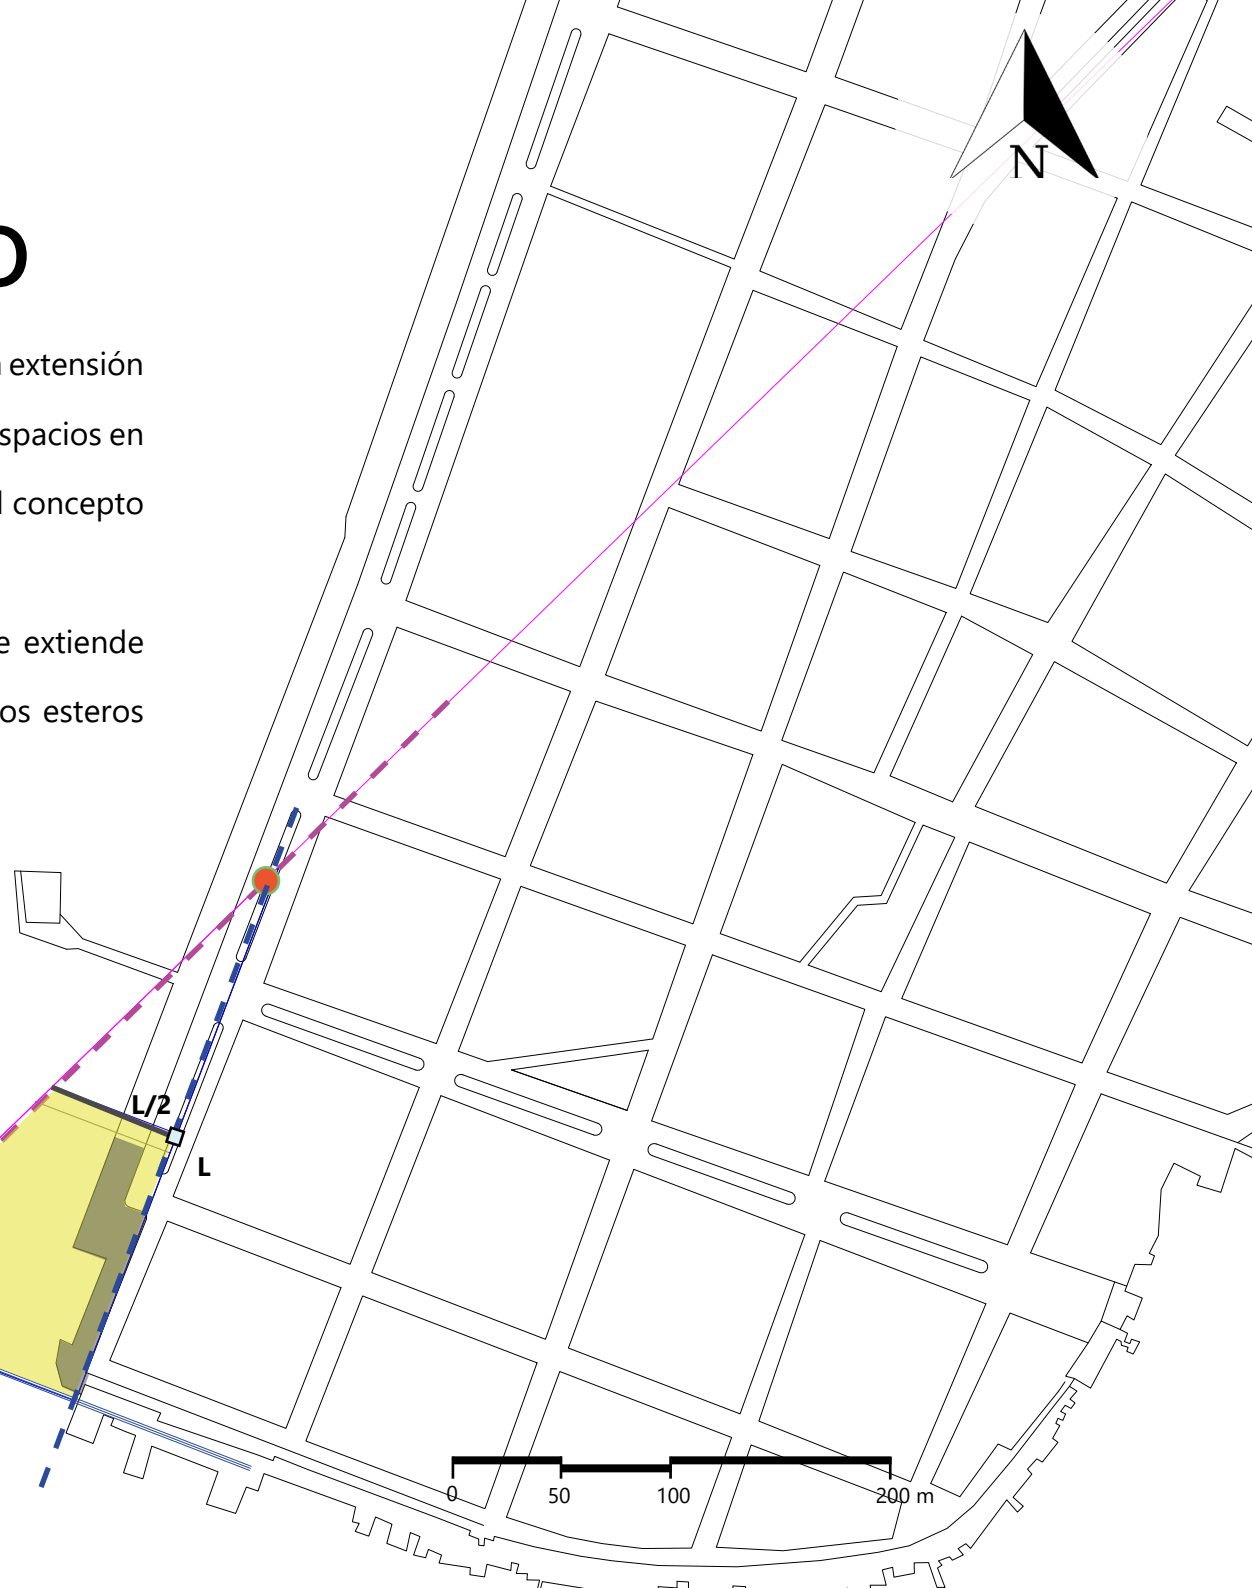 N
extensión
spacios en
concepto
e extiende
os esteros
L/2
L
0 50 100 200 m